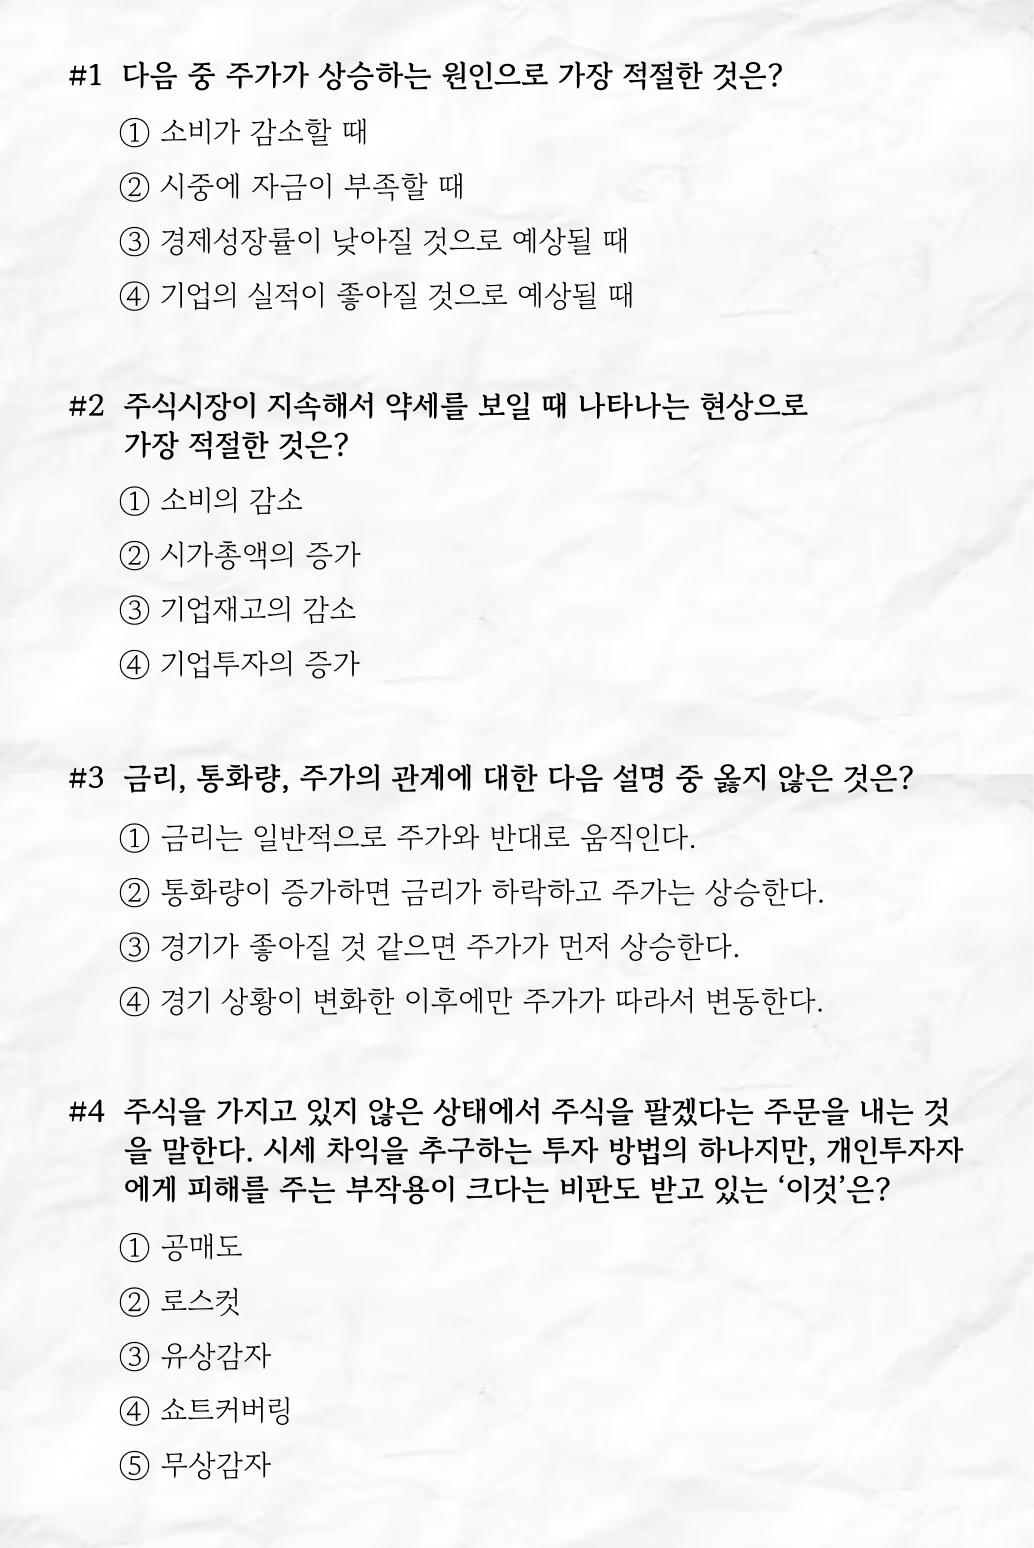 #1 다음 중 주가가 상승하는 원인으로 가장 적절한 것은?
① 소비가 감소할 때
② 시중에 자금이 부족할 때
③ 경제성장률이 낮아질 것으로 예상될 때
④ 기업의 실적이 좋아질 것으로 예상될 때
#2 주식시장이 지속해서 약세를 보일 때 나타나는 현상으로
가장 적절한 것은?
① 소비의 감소
② 시가총액의 증가
③ 기업재고의 감소
④ 기업투자의 증가
#3 금리, 통화량, 주가의 관계에 대한 다음 설명 중 옳지 않은 것은?
① 금리는 일반적으로 주가와 반대로 움직인다.
② 통화량이 증가하면 금리가 하락하고 주가는 상승한다.
③ 경기가 좋아질 것 같으면 주가가 먼저 상승한다.
④ 경기 상황이 변화한 이후에만 주가가 따라서 변동한다.
#4 주식을 가지고 있지 않은 상태에서 주식을 팔겠다는 주문을 내는 것
을 말한다. 시세 차익을 추구하는 투자 방법의 하나지만, 개인투자자
에게 피해를 주는 부작용이 크다는 비판도 받고 있는 ‘이것’은?
① 공매도
② 로스컷
③ 유상감자
④ 쇼트커버링
⑤ 무상감자